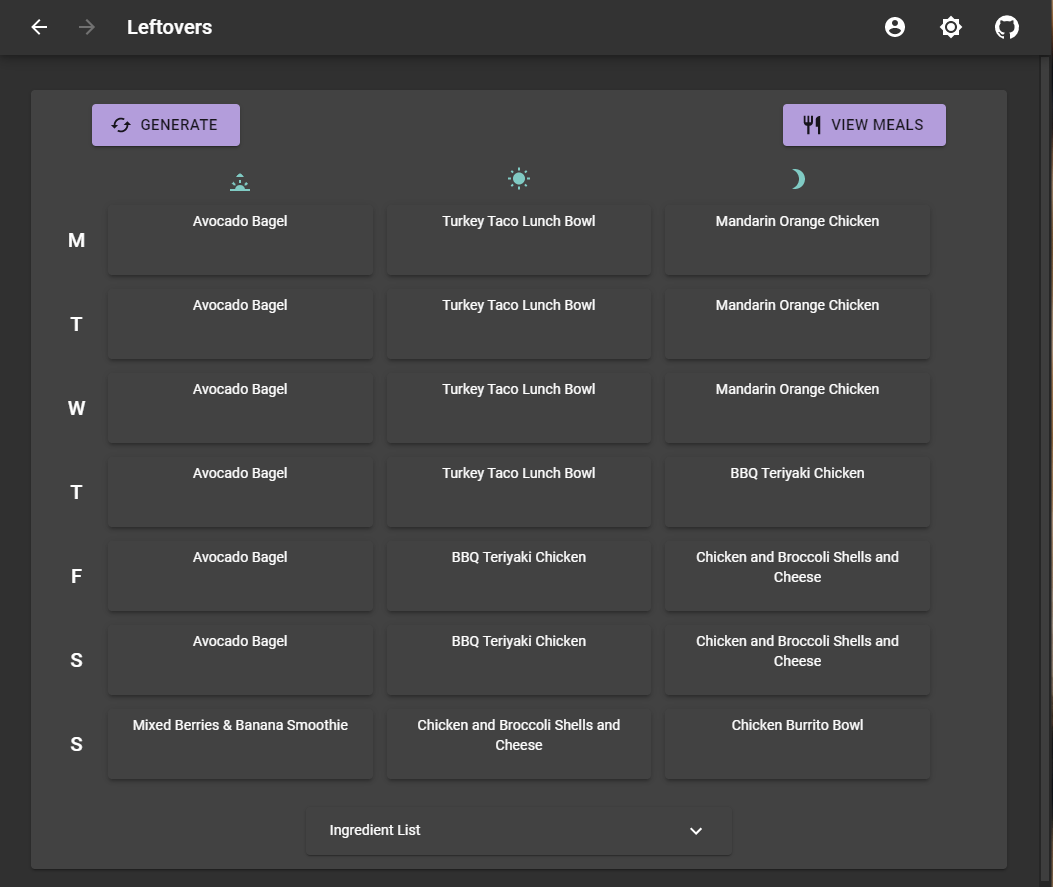 Leftovers
GENERATE
VIEW MEALS
M
Avocado Bagel
Turkey Taco Lunch Bowl
Mandarin Orange Chicken
T
Avocado Bagel
Turkey Taco Lunch Bowl
Mandarin Orange Chicken
W
Avocado Bagel
Turkey Taco Lunch Bowl
Mandarin Orange Chicken
T
Avocado Bagel
Turkey Taco Lunch Bowl
BBQ Teriyaki Chicken
F
Avocado Bagel
BBQ Teriyaki Chicken
Chicken and Broccoli Shells and
Cheese
S
Avocado Bagel
BBQ Teriyaki Chicken
Chicken and Broccoli Shells and
Cheese
S
Mixed Berries & Banana Smoothie
Chicken and Broccoli Shells and
Cheese
Chicken Burrito Bowl
Ingredient List